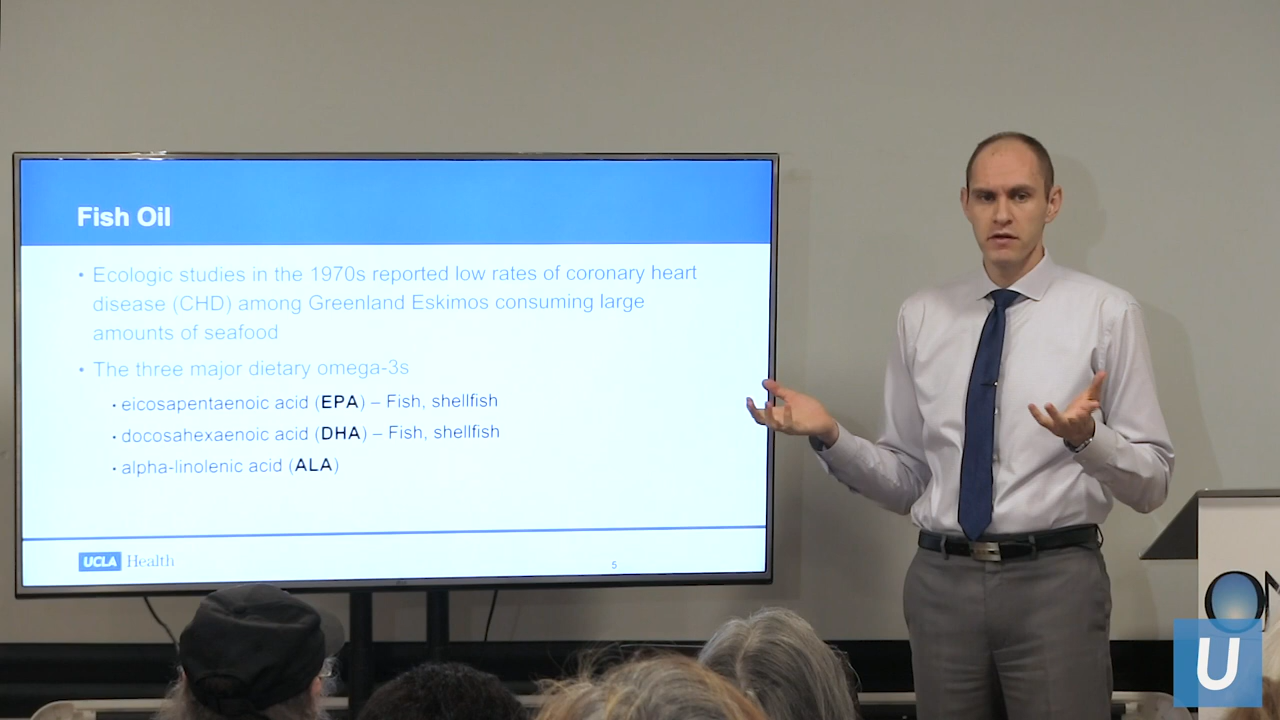 Fish Oil
• Ecologic studies in the 1970s reported low rates of coronary heart
disease (CHD) among Greenland Eskimos consuming large
amounts of seafood
• The three major dietary omega-3s
• eicosapentaenoic acid (EPA) – Fish, shellfish
• docosahexaenoic acid (DHA) – Fish, shellfish
• alpha-linolenic acid (ALA)
UCLA Health
5
U